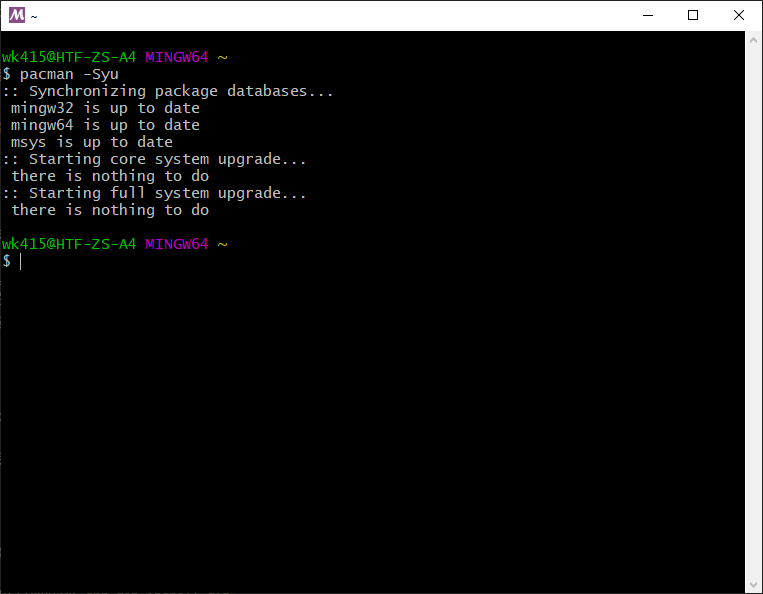 ~
wk415@HTF-ZS-A4 MINGW64 ~
$ pacman -Syu
:: Synchronizing package databases...
 mingw32 is up to date
 mingw64 is up to date
 msys is up to date
:: Starting core system upgrade...
 there is nothing to do
:: Starting full system upgrade...
 there is nothing to do
wk415@HTF-ZS-A4 MINGW64 ~
$